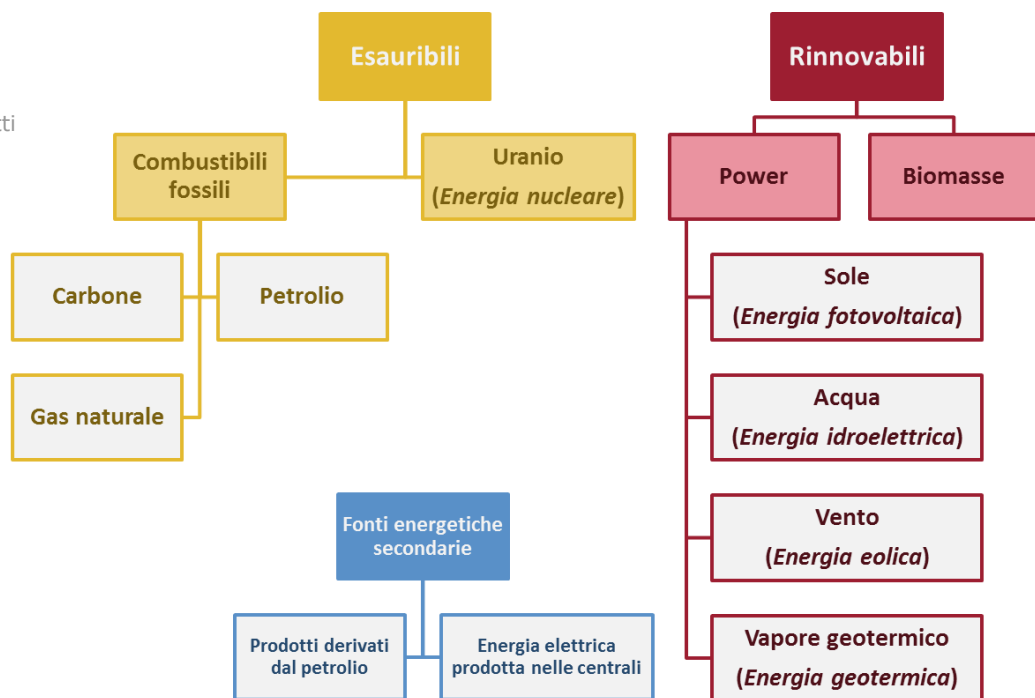 Esauribili
Rinnovabili
Combustibili
fossili
Uranio
(Energia nucleare)
Power
Biomasse
Carbone
Petrolio
Gas naturale
Sole
(Energia fotovoltaica)
Acqua
(Energia idroelettrica)
Vento
(Energia eolica)
Vapore geotermico
(Energia geotermica)
Fonti energetiche
secondarie
Prodotti derivati
dal petrolio
Energia elettrica
prodotta nelle centrali